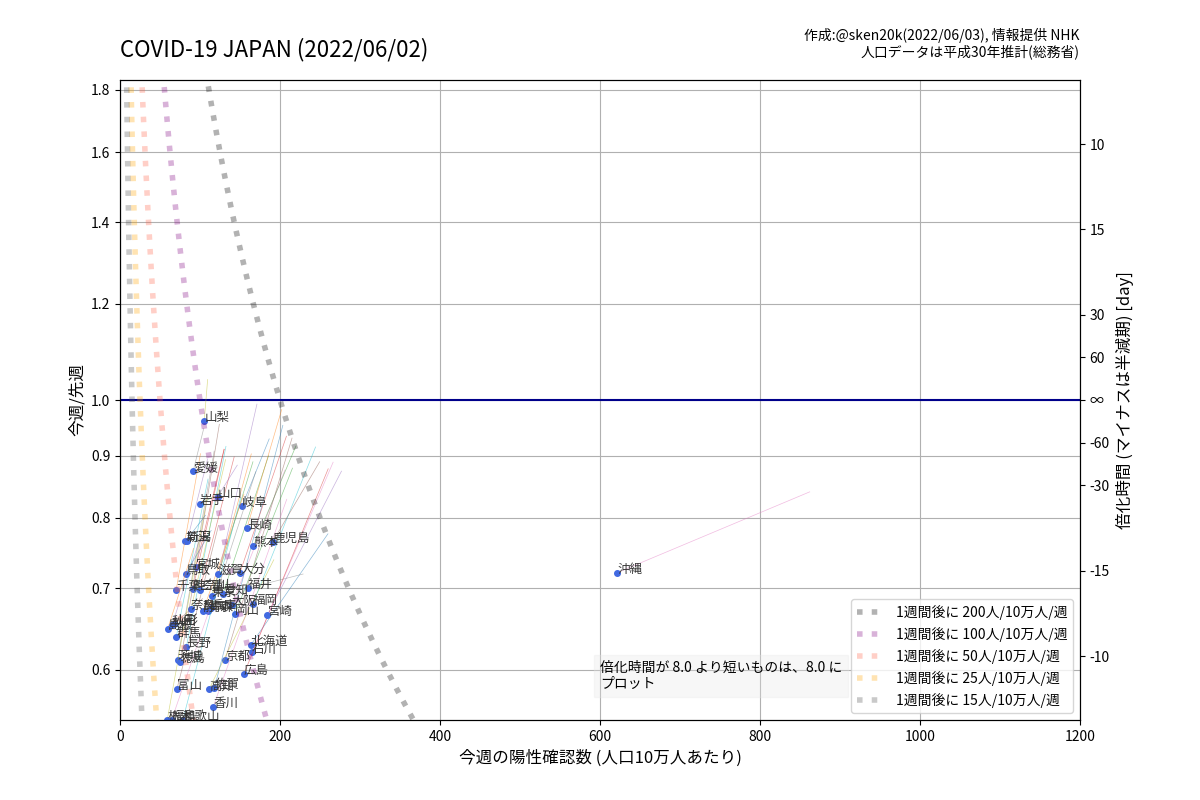 COVID-19 JAPAN (2022/06/02)
作成:@sken20k(2022/06/03), 情報提供 NHK
人口データは平成30年推計(総務省)
1.8
1.6
1.4
1.2
1.0
0.9
0.8
0.7
0.6
今週/先週
10
15
30
60
∞
-60
-30
-15
-10
倍化時間 (マイナスは半減期) [day]
山梨
愛媛
山口
岩手
岐阜
長崎
熊本
鹿児島
宮城
鳥取
滋賀
大分
沖縄
千葉
福井
愛知
大阪
福岡
岡山
宮崎
群馬
長野
北海道
石川
京都
広島
富山
香川
倍化時間が 8.0 より短いものは、8.0 に
プロット
1週間後に 200人/10万人/週
1週間後に 100人/10万人/週
1週間後に 50人/10万人/週
1週間後に 25人/10万人/週
1週間後に 15人/10万人/週
0
200
400
600
800
1000
1200
今週の陽性確認数 (人口10万人あたり)